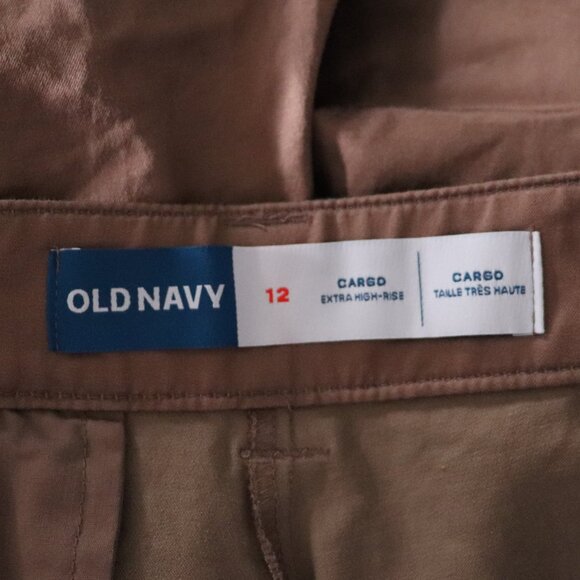 OLD NAVY
12
CARGO
EXTRA HIGH-RISE
CARGO
TAILLE TRÈS HAUTE